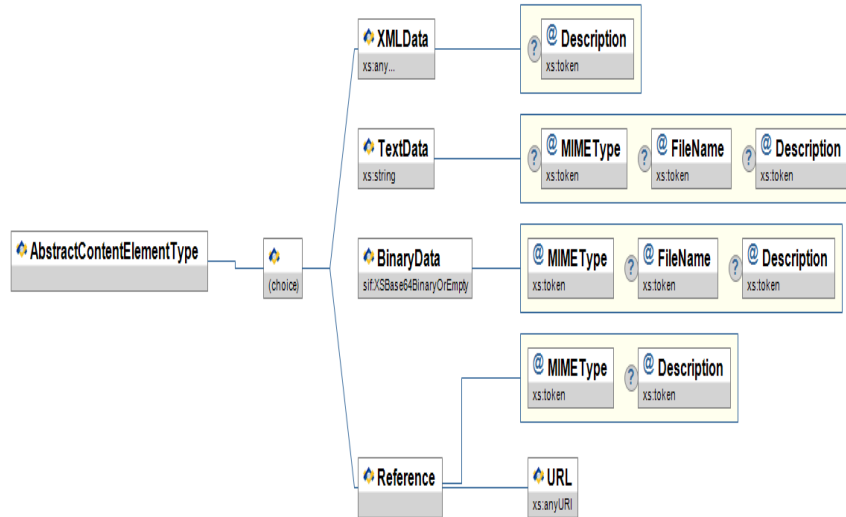 XMLData
xs:any...
? @ Description
xs:token
TextData
xs:string
? @ MIMEType ? @ FileName ? @ Description
xs:token xs:token xs:token
AbstractContentElementType
(choice)
BinaryData
sif:XSBase64BinaryOrEmpty
@ MIMEType ? @ FileName ? @ Description
xs:token xs:token xs:token
@ MIMEType ? @ Description
xs:token xs:token
Reference
URL
xs:anyURI